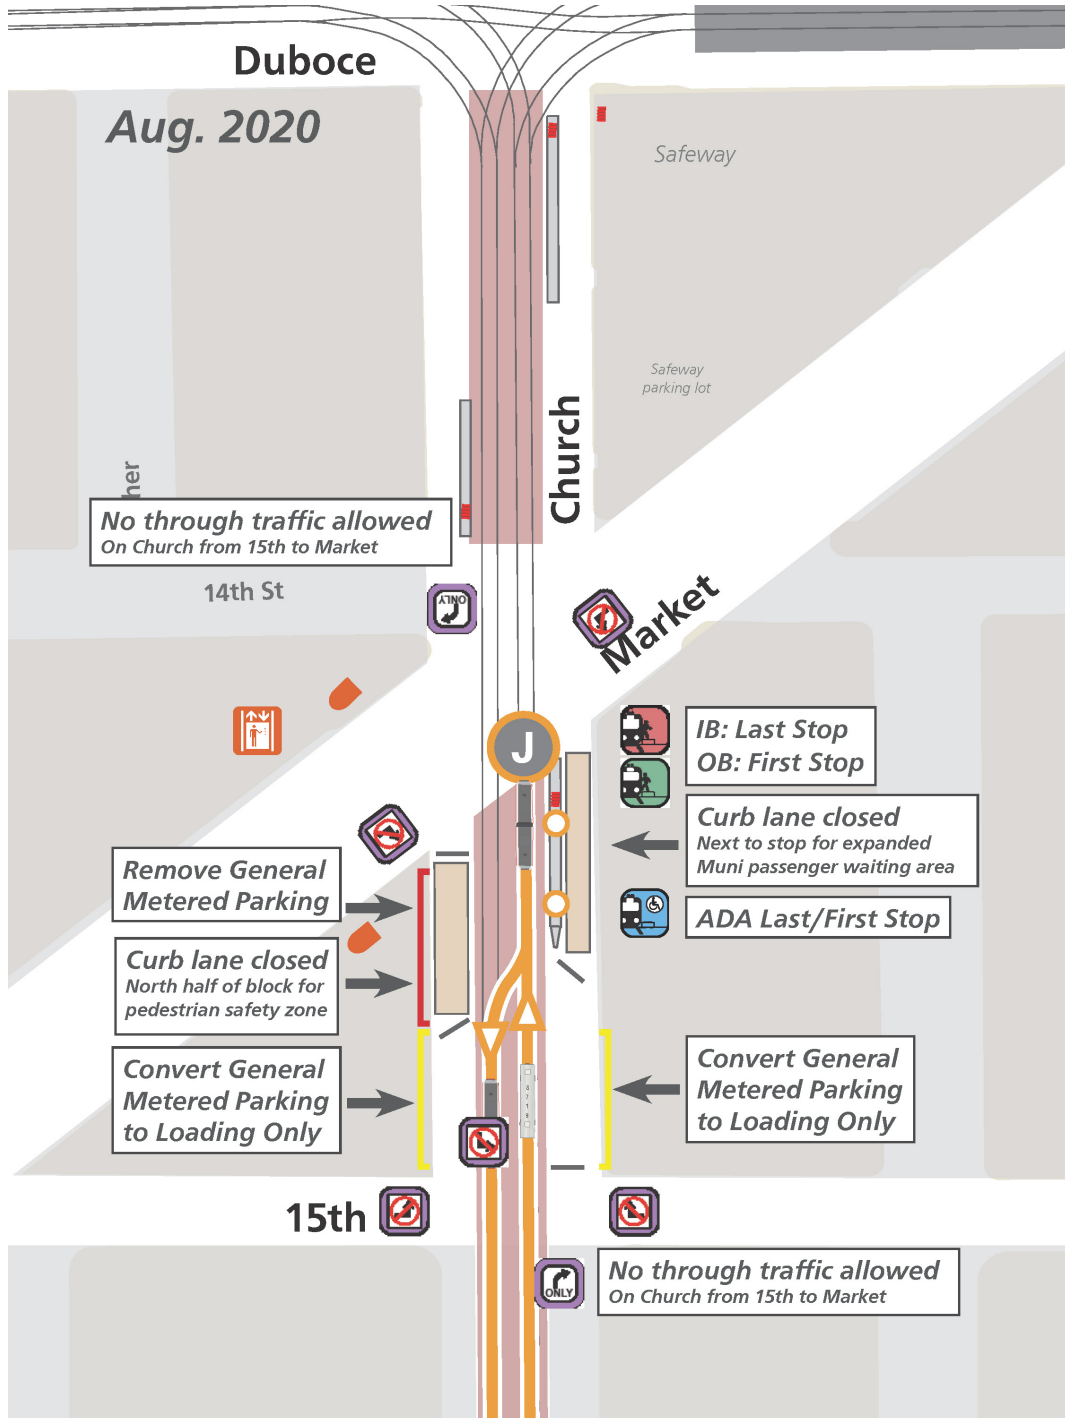 Duboce
Aug. 2020
Safeway
Safeway
parking lot
Church
her
No through traffic allowed
On Church from 15th to Market
14th St
ONLY
Market
J
IB: Last Stop
OB: First Stop
Curb lane closed
Next to stop for expanded
Muni passenger waiting area
Remove General
Metered Parking
ADA Last/First Stop
Curb lane closed
North half of block for
pedestrian safety zone
Convert General
Metered Parking
to Loading Only
Convert General
Metered Parking
to Loading Only
15th
ONLY
No through traffic allowed
On Church from 15th to Market